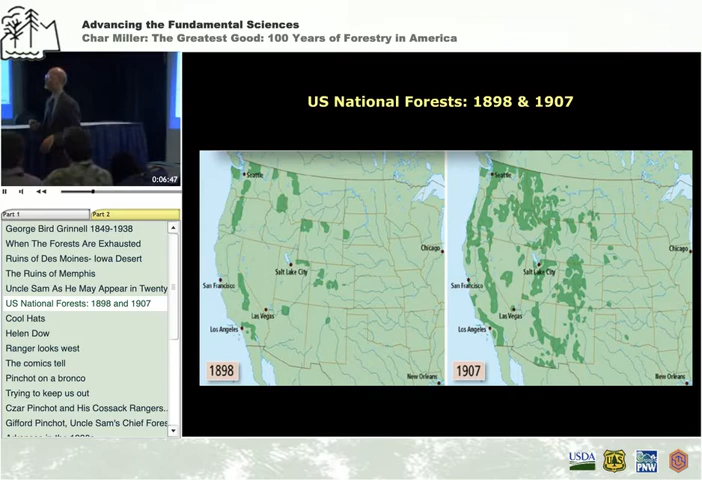 Advancing the Fundamental Sciences
Char Miller: The Greatest Good: 100 Years of Forestry in America
0:06:47
Part 1
Part 2
George Bird Grinnell 1849-1938
When The Forests Are Exhausted
Ruins of Des Moines- Iowa Desert
The Ruins of Memphis
Uncle Sam As He May Appear in Twenty
US National Forests: 1898 and 1907
Cool Hats
Helen Dow
Ranger looks west
The comics tell
Pinchot on a bronco
Trying to keep us out
Czar Pinchot and His Cossack Rangers..
Gifford Pinchot, Uncle Sam's Chief Fores
US National Forests: 1898 & 1907
Seattle
Chicago
Salt Lake City
San Francisco
Las Vegas
Los Angeles
New Orleans
1898
Seattle
Chicago
Salt Lake City
San Francisco
Las Vegas
Los Angeles
New Orleans
1907
USDA
UAS
PNW